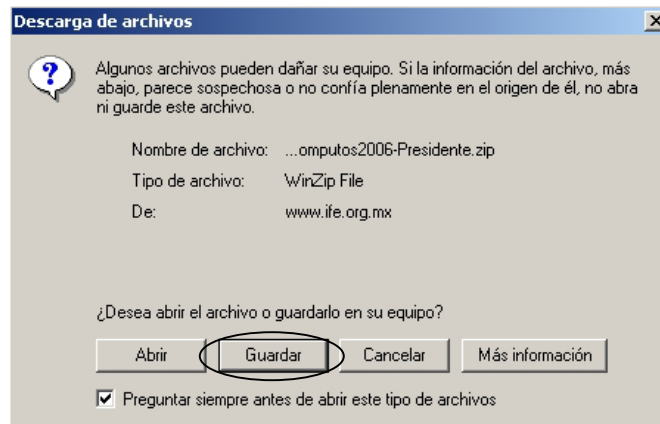 Descarga de archivos
Algunos archivos pueden dañar su equipo. Si la información del archivo, más
abajo, parece sospechosa o no confía plenamente en el origen de él, no abra
ni guarde este archivo.
Nombre de archivo: ...omputos2006-Presidente.zip
Tipo de archivo: WinZip File
De: www.ife.org.mx
¿Desea abrir el archivo o guardarlo en su equipo?
Abrir Guardar Cancelar Más información
Preguntar siempre antes de abrir este tipo de archivos